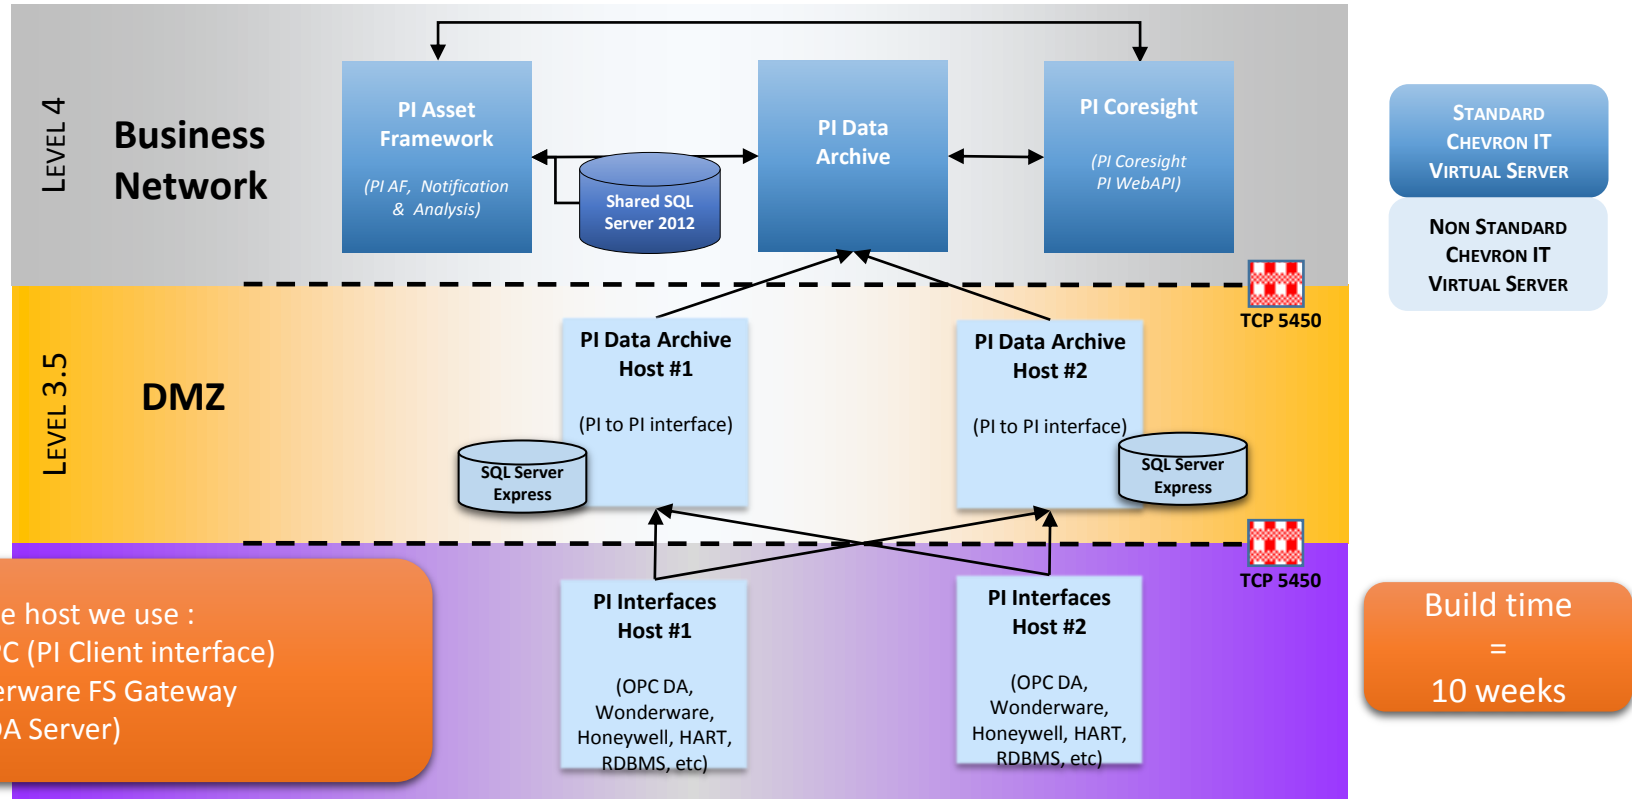 LEVEL 4
Business
Network
PI Asset
Framework
(PI AF, Notification
& Analysis)
Shared SQL
Server 2012
PI Data
Archive
PI Coresight
(PI Coresight
PI WebAPI)
STANDARD
CHEVRON IT
VIRTUAL SERVER
NON STANDARD
CHEVRON IT
VIRTUAL SERVER
TCP 5450
LEVEL 3.5
DMZ
PI Data Archive
Host #1
(PI to PI interface)
SQL Server
Express
PI Data Archive
Host #2
(PI to PI interface)
SQL Server
Express
TCP 5450
e host we use :
C (PI Client interface)
erware FS Gateway
A Server)
PI Interfaces
Host #1
(OPC DA,
Wonderware,
Honeywell, HART,
RDBMS, etc)
PI Interfaces
Host #2
(OPC DA,
Wonderware,
Honeywell, HART,
RDBMS, etc)
Build time
=
10 weeks